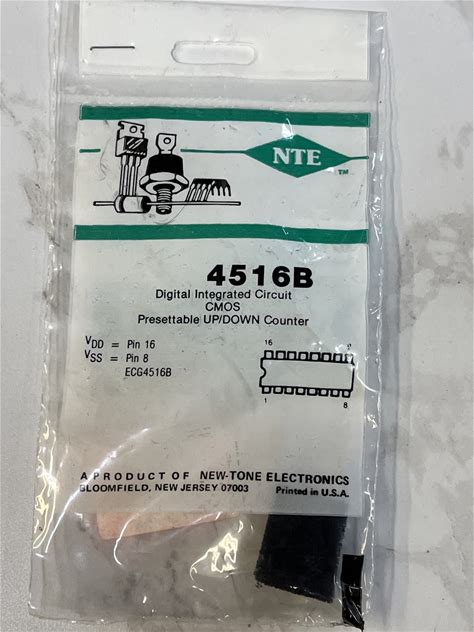 NTE
TM
4516B
Digital Integrated Circuit
CMOS
Presettable UP/DOWN Counter
VDD = Pin 16
VSS = Pin 8
ECG4516B
16
1 8
A PRODUCT OF NEW-TONE ELECTRONICS
BLOOMFIELD, NEW JERSEY 07003 Printed in U.S.A.